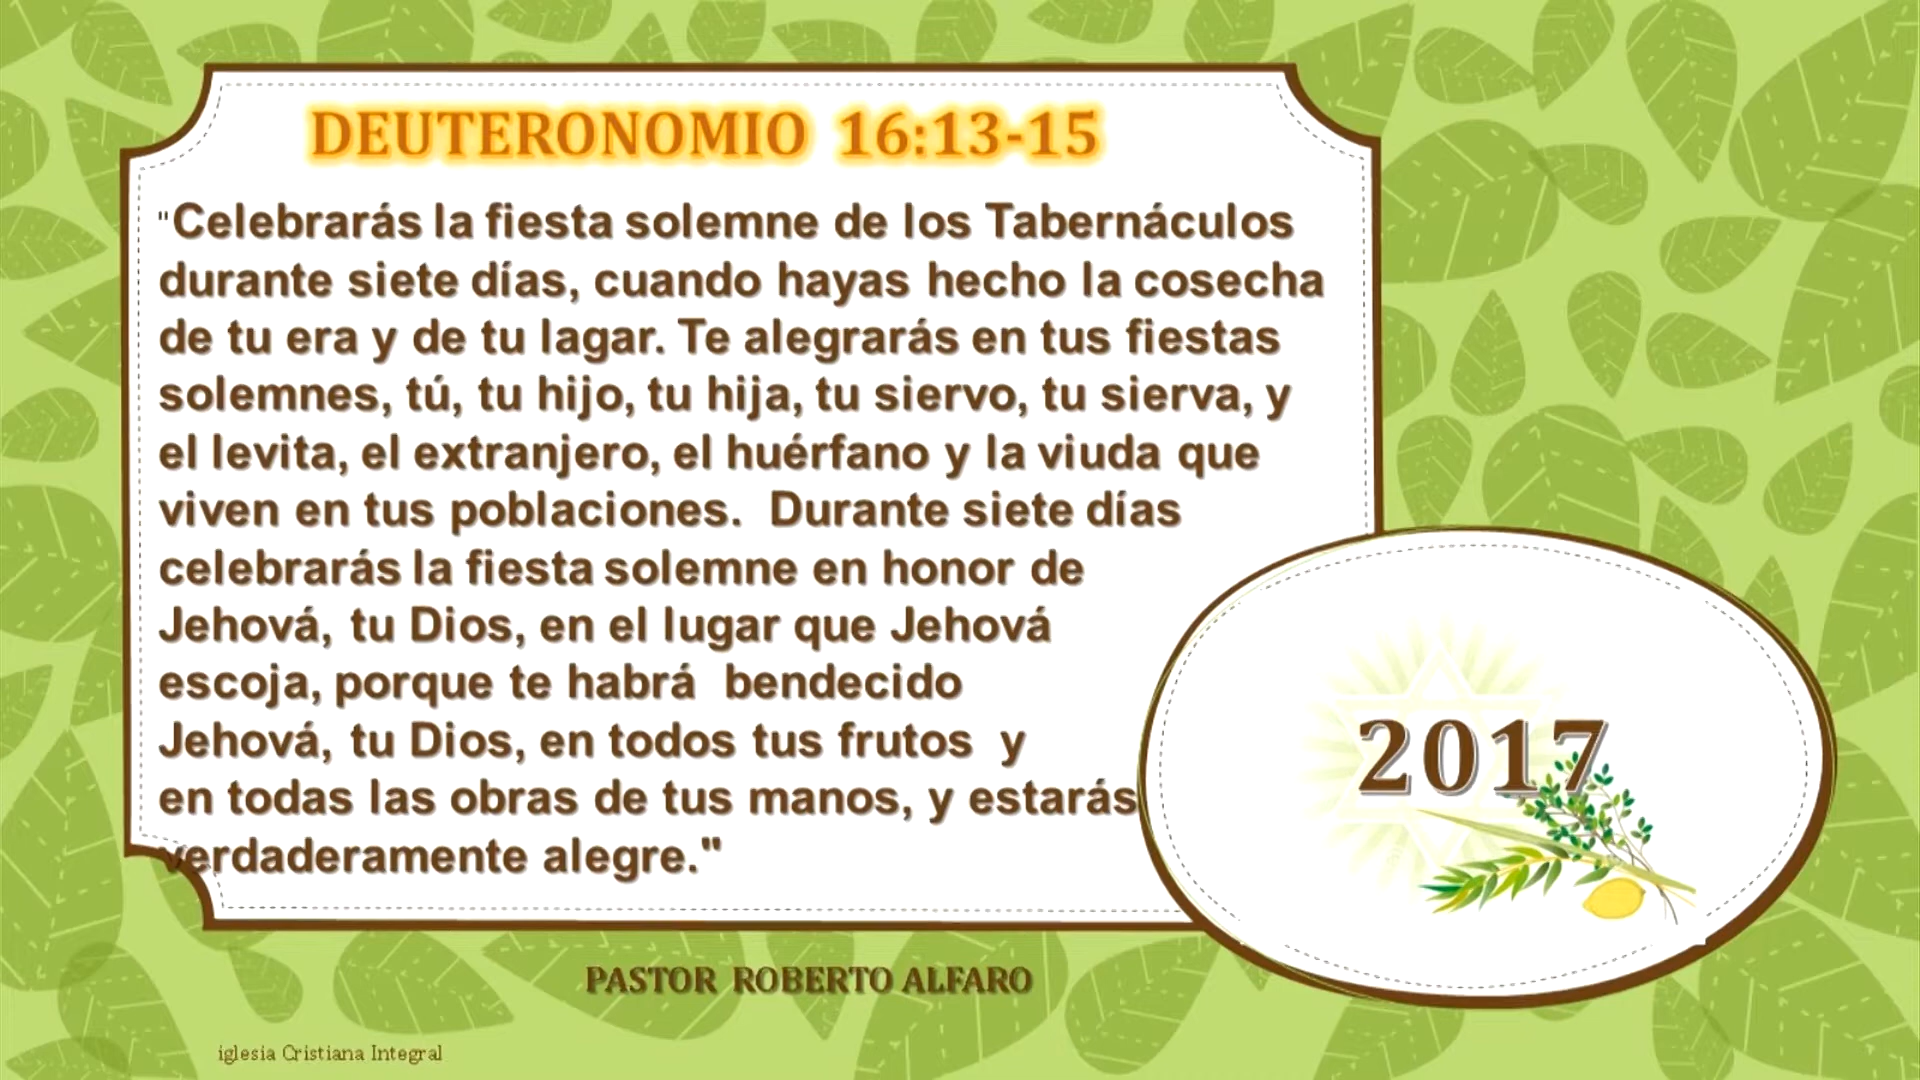 DEUTERONOMIO 16:13-15
"Celebrarás la fiesta solemne de los Tabernáculos
durante siete días, cuando hayas hecho la cosecha
de tu era y de tu lagar. Te alegrarás en tus fiestas
solemnes, tú, tu hijo, tu hija, tu siervo, tu sierva, y
el levita, el extranjero, el huérfano y la viuda que
viven en tus poblaciones. Durante siete días
celebrarás la fiesta solemne en honor de
Jehová, tu Dios, en el lugar que Jehová
escoja, porque te habrá bendecido
Jehová, tu Dios, en todos tus frutos y
en todas las obras de tus manos, y estarás
verdaderamente alegre."
2017
PASTOR ROBERTO ALFARO
iglesia Cristiana Integral